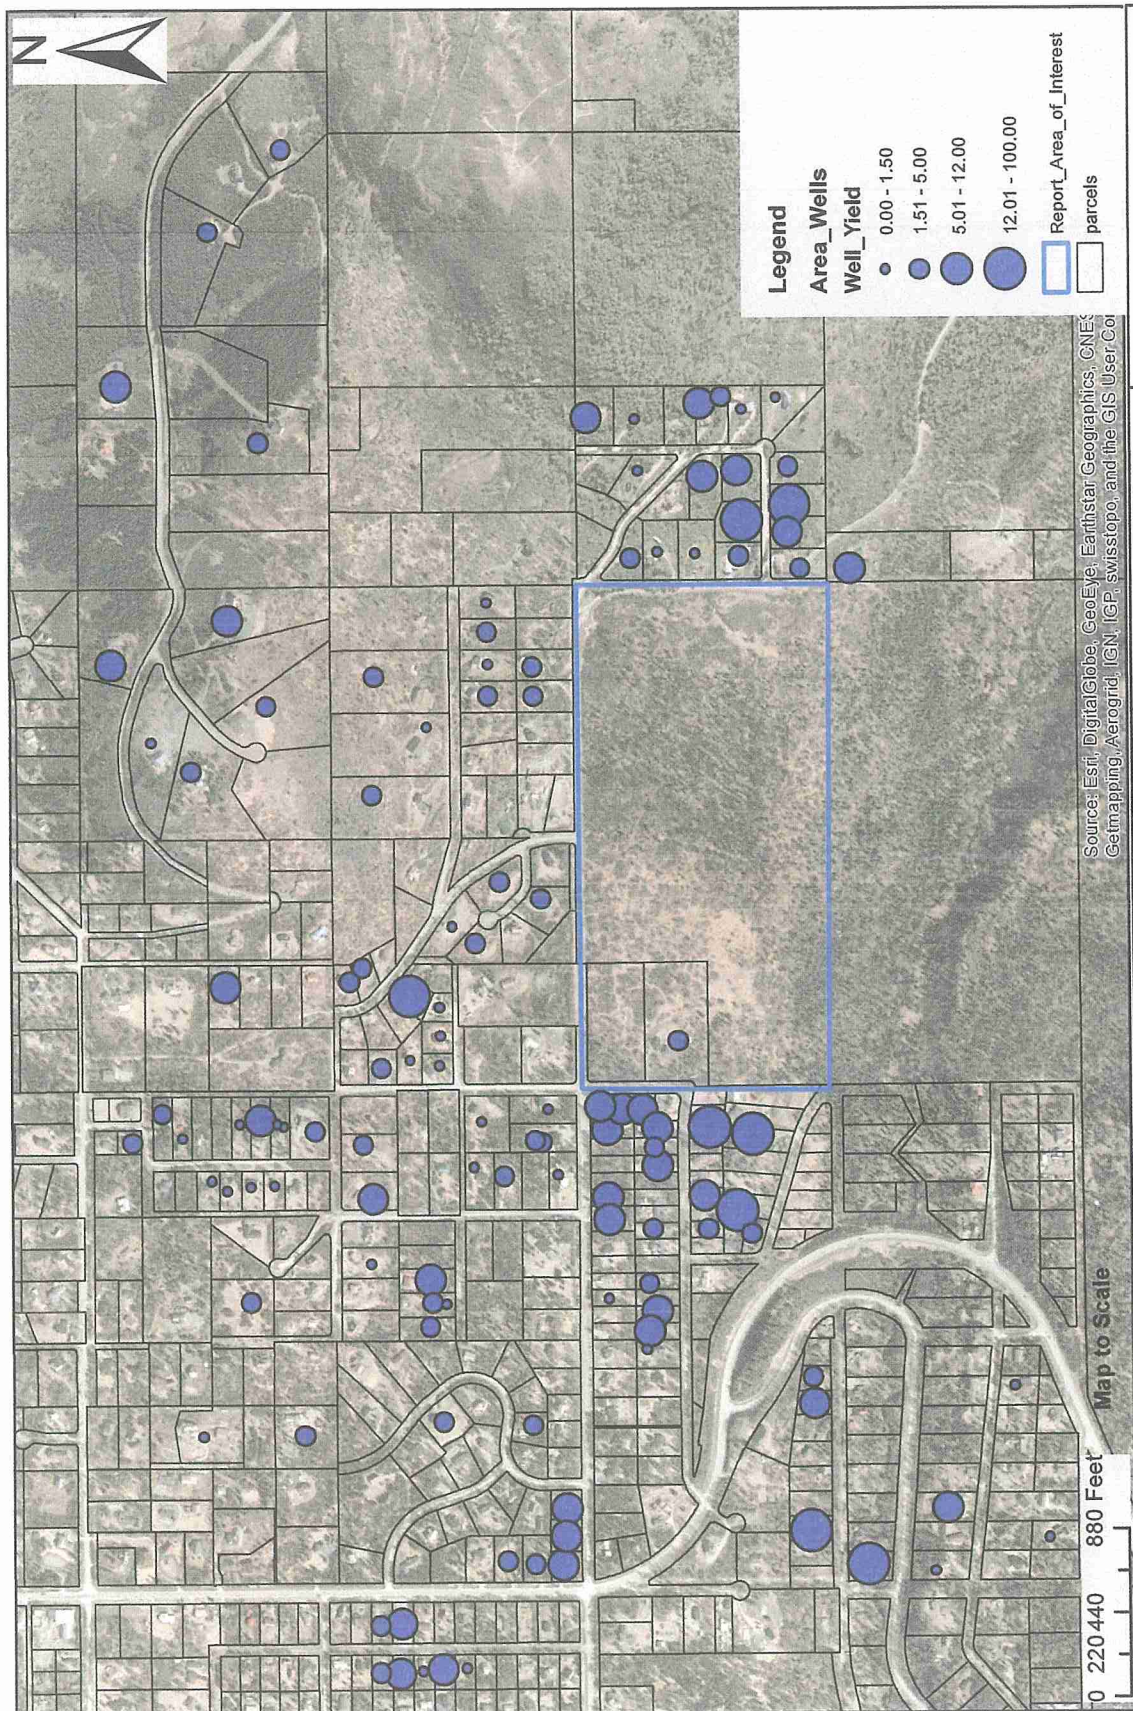 N
Legend
Area_Wells
Well_Yield
0.00 - 1.50
1.51 - 5.00
5.01 - 12.00
12.01 - 100.00
Report_Area_of_Interest
parcels
Source: Esri, DigitalGlobe, GeoEye, Earthstar Geographics, CNES
Getmapping, Aerogrid, IGN, IGP, swisstopo, and the GIS User Co
Map to Scale
0 220 440 880 Feet